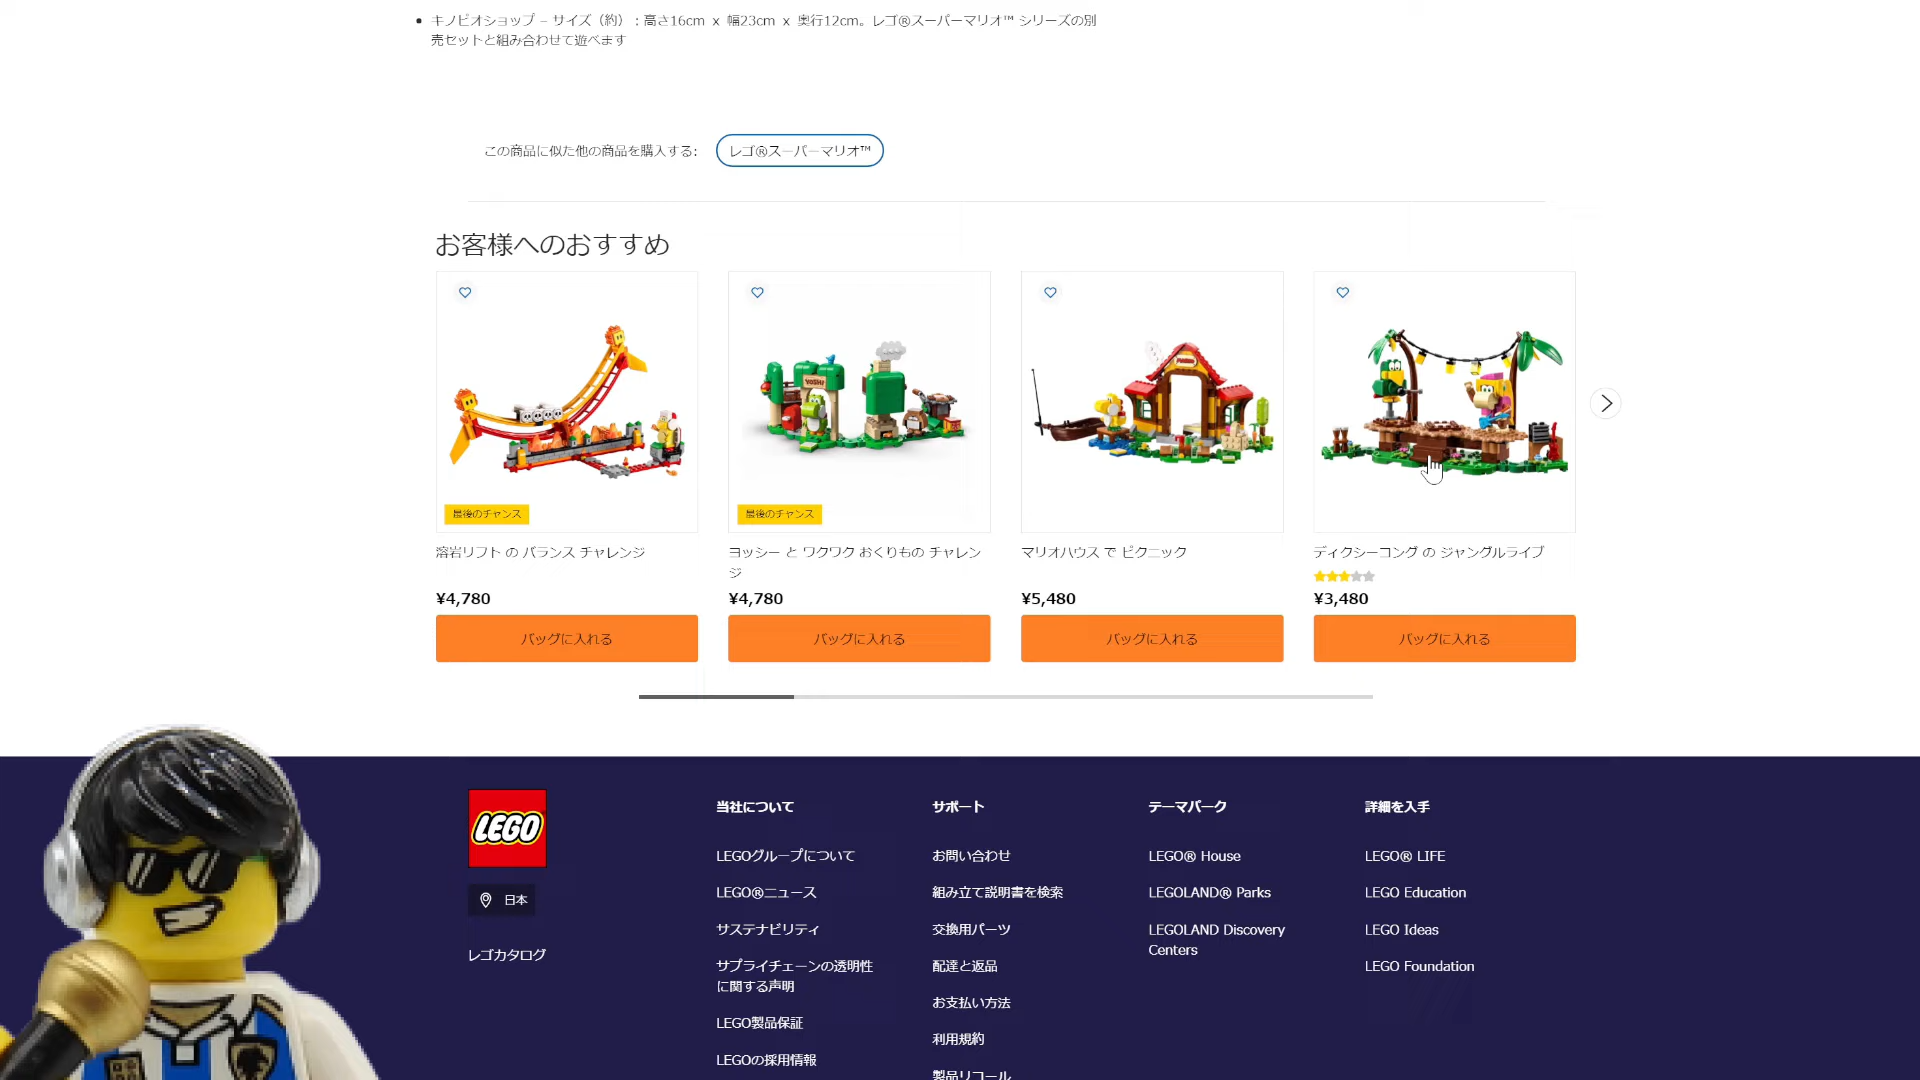 キノピオショップ – サイズ（約）：高さ16cm x 幅23cm x 奥行12cm。レゴ®スーパーマリオ™ シリーズの別
売セットと組み合わせて遊べます
この商品に似た他の商品を購入する:
レゴ®スーパーマリオ™
お客様へのおすすめ
YOSHI
最後のチャンス
最後のチャンス
溶岩リフト の バランス チャレンジ
¥4,780
バッグに入れる
ヨッシー と ワクワク おくりもの チャレン
ジ
¥4,780
バッグに入れる
マリオハウス で ピクニック
¥5,480
バッグに入れる
ディクシーコング の ジャングルライブ
¥3,480
バッグに入れる
LEGO
日本
レゴカタログ
当社について
LEGOグループについて
LEGO®ニュース
サステナビリティ
サプライチェーンの透明性
に関する声明
LEGO製品保証
LEGOの採用情報
サポート
お問い合わせ
組み立て説明書を検索
交換用パーツ
配達と返品
お支払い方法
利用規約
製品リコール
テーマパーク
LEGO® House
LEGOLAND® Parks
LEGOLAND Discovery
Centers
詳細を入手
LEGO® LIFE
LEGO Education
LEGO Ideas
LEGO Foundation